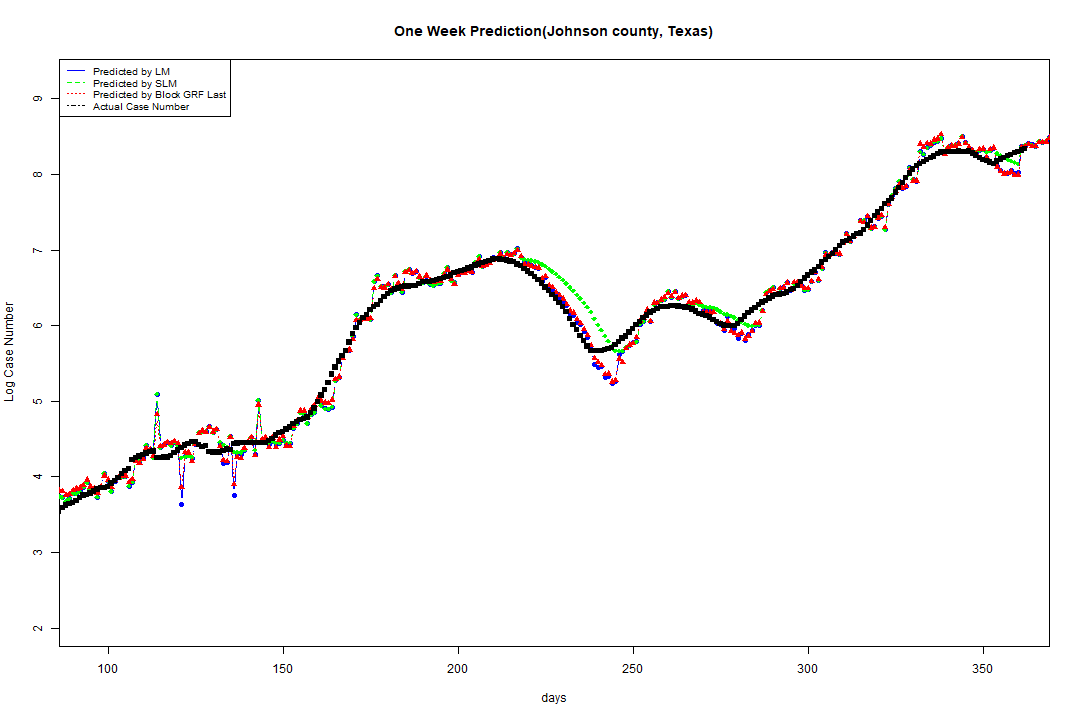 One Week Prediction(Johnson county, Texas)
Predicted by LM
Predicted by SLM
Predicted by Block GRF Last
Actual Case Number
9
8
7
6
5
4
3
2
Log Case Number
100 150 200 250 300 350
days